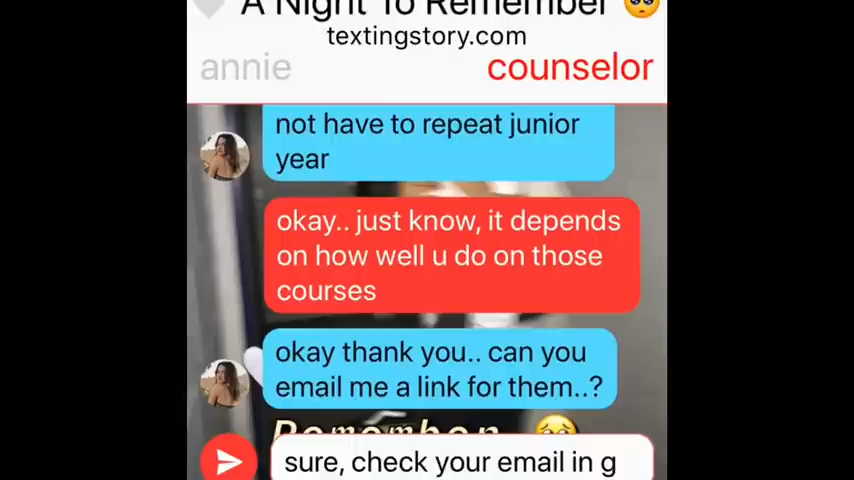 A Night To Remember 🥺
textingstory.com
annie
counselor
not have to repeat junior
year
okay.. just know, it depends
on how well u do on those
courses
okay thank you.. can you
email me a link for them..?
Remember 🥺
sure, check your email in g